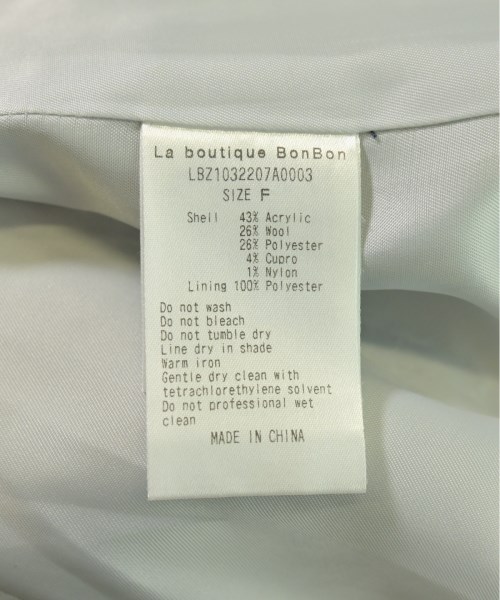 La boutique BonBon
LBZ1032207A0003
SIZE F
Shell 43% Acrylic
26% Wool
26% Polyester
4% Cupro
1% Nylon
Lining 100% Polyester
Do not wash
Do not bleach
Do not tumble dry
Line dry in shade
Warm iron
Gentle dry clean with
tetrachlorethylene solvent
Do not professional wet
clean
MADE IN CHINA